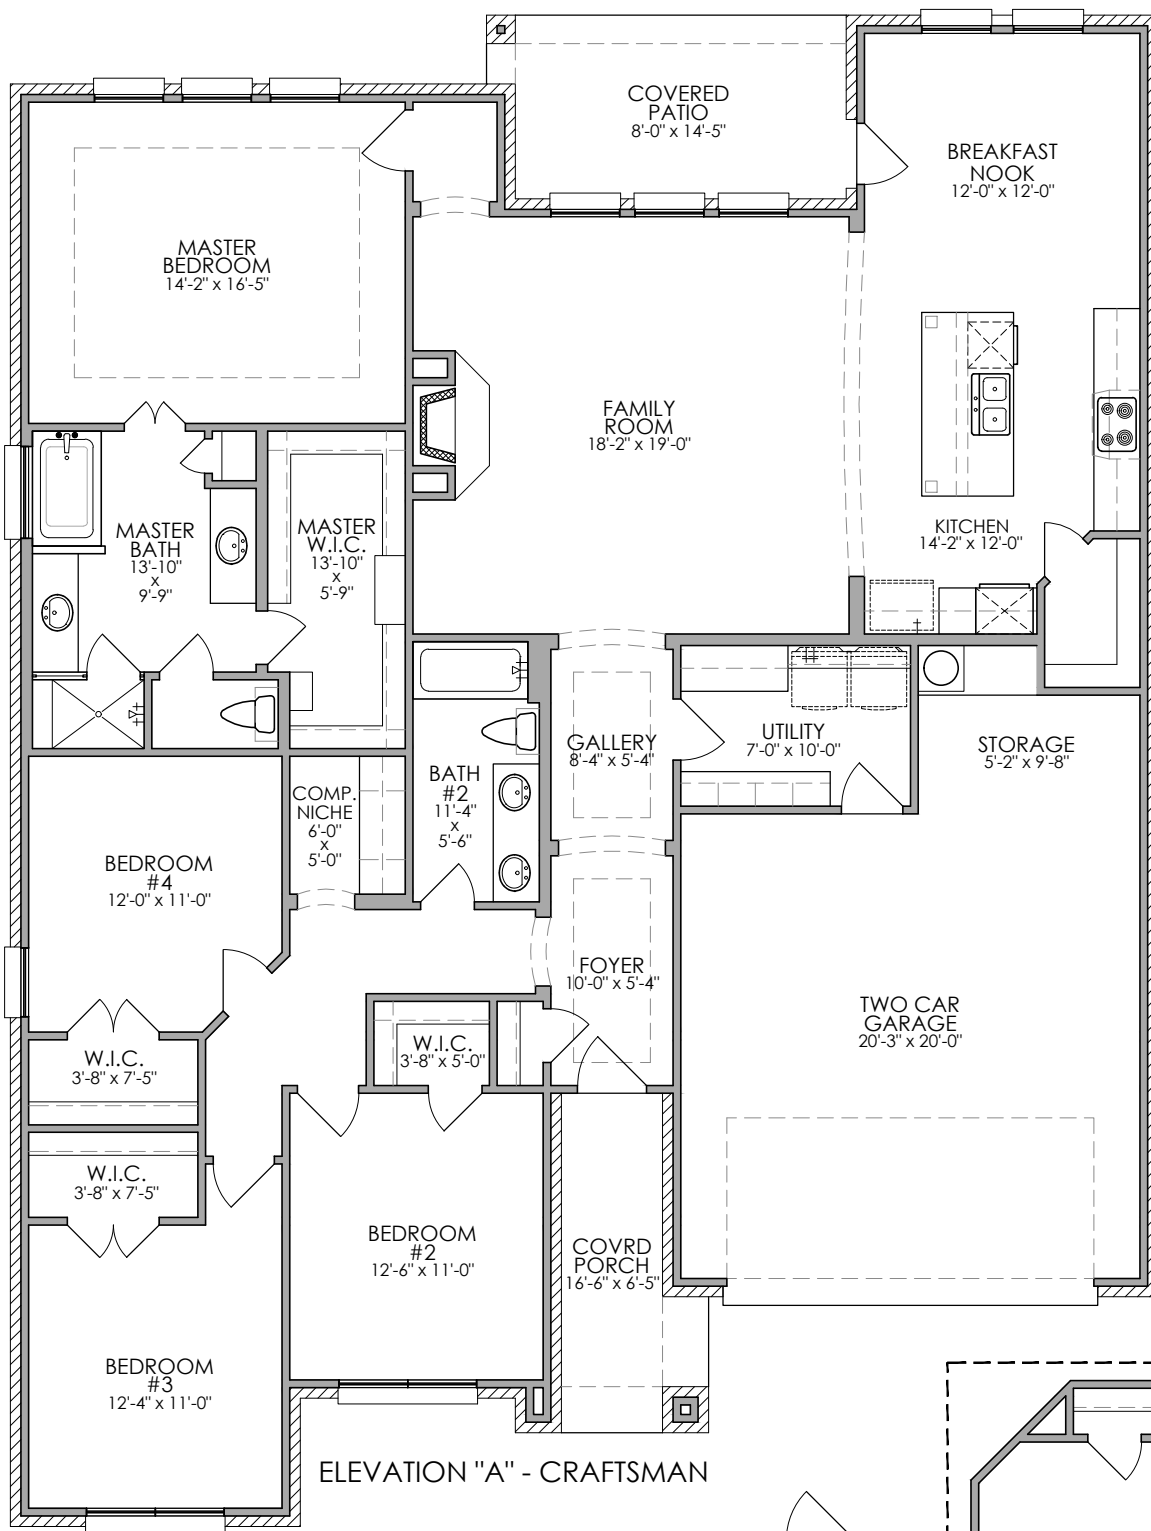 COVERED
PATIO
8'-0" x 14'-5"
BREAKFAST
NOOK
12'-0" x 12'-0"
MASTER
BEDROOM
14'-2" x 16'-5"
FAMILY
ROOM
18'-2" x 19'-0"
KITCHEN
14'-2" x 12'-0"
MASTER
BATH
13'-10"
x
9'-9"
MASTER
W.I.C.
13'-10"
x
5'-9"
GALLERY
8'-4" x 5'-4"
UTILITY
7'-0" x 10'-0"
STORAGE
5'-2" x 9'-8"
BATH
#2
11'-4"
x
5'-6"
COMP.
NICHE
6'-0"
x
5'-0"
BEDROOM
#4
12'-0" x 11'-0"
FOYER
10'-0" x 5'-4"
TWO CAR
GARAGE
20'-3" x 20'-0"
W.I.C.
3'-8" x 7'-5"
W.I.C.
3'-8" x 5'-0"
W.I.C.
3'-8" x 7'-5"
BEDROOM
#2
12'-6" x 11'-0"
COVRD
PORCH
16'-6" x 6'-5"
BEDROOM
#3
12'-4" x 11'-0"
ELEVATION "A" - CRAFTSMAN